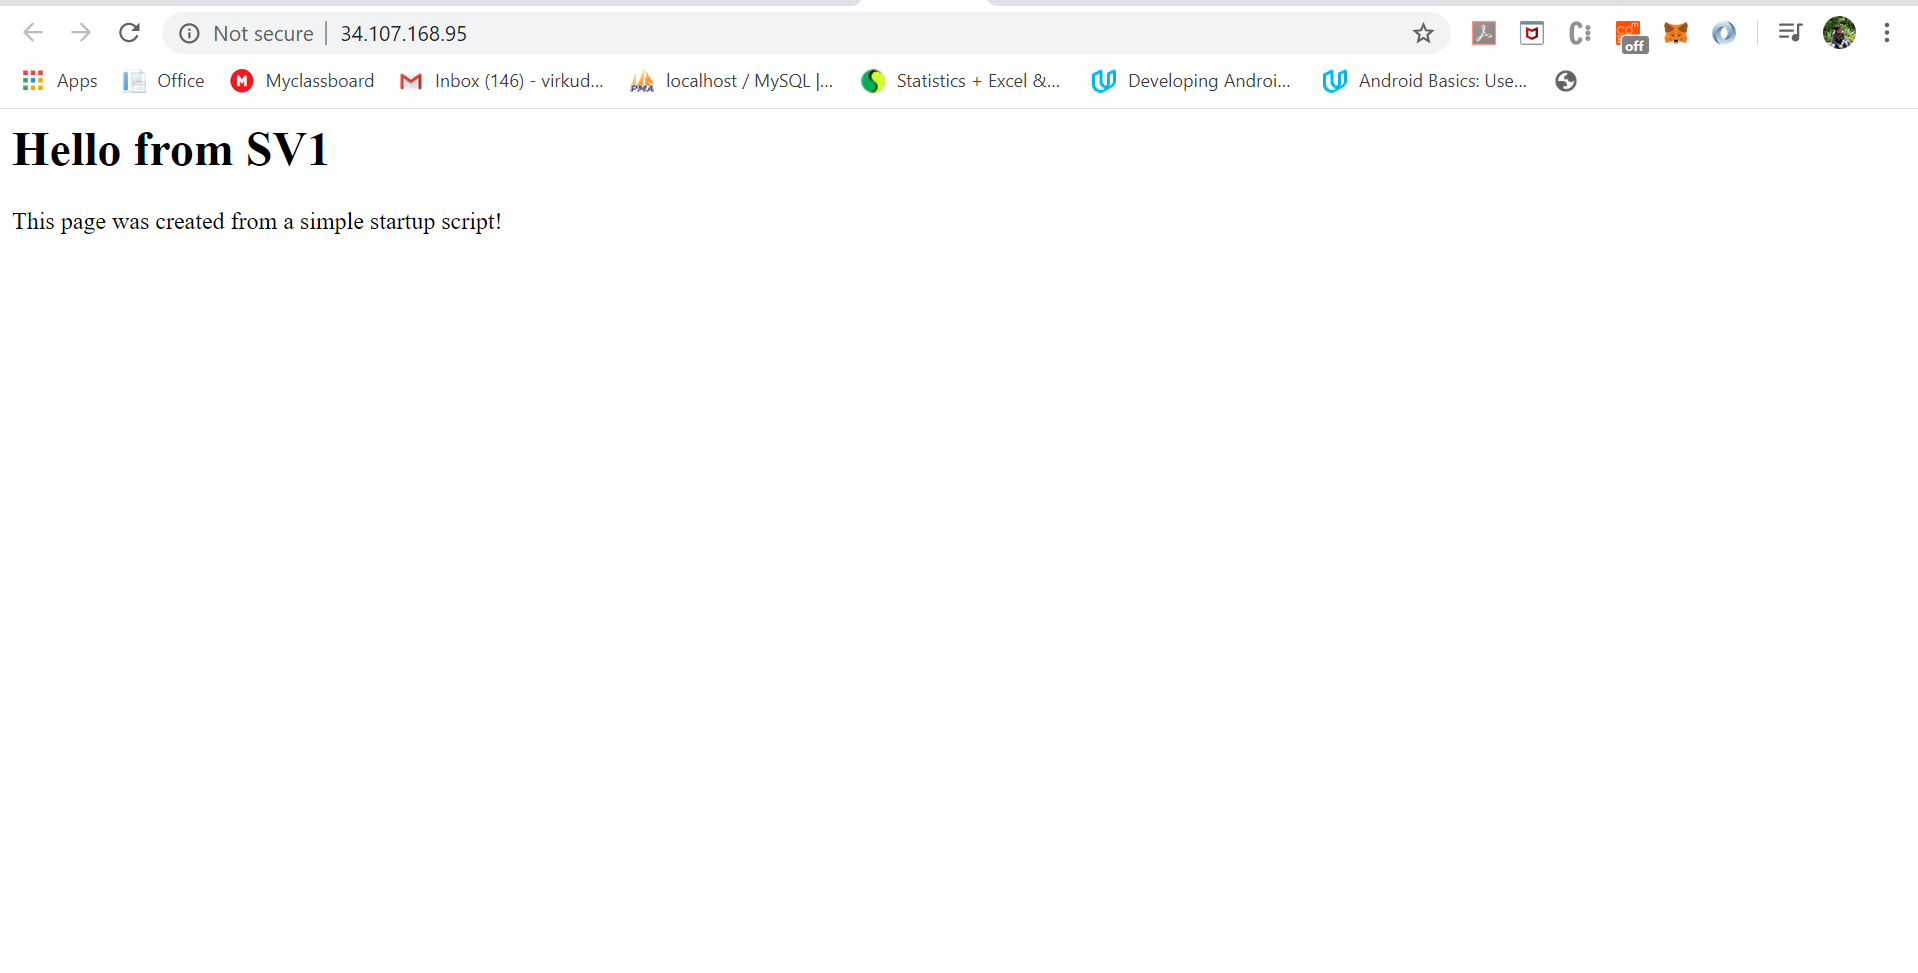 Not secure | 34.107.168.95
off
Apps Office Myclassboard Inbox (146) - virkud... localhost / MySQL |... Statistics + Excel &... Developing Androi... Android Basics: Use...
Hello from SV1
This page was created from a simple startup script!